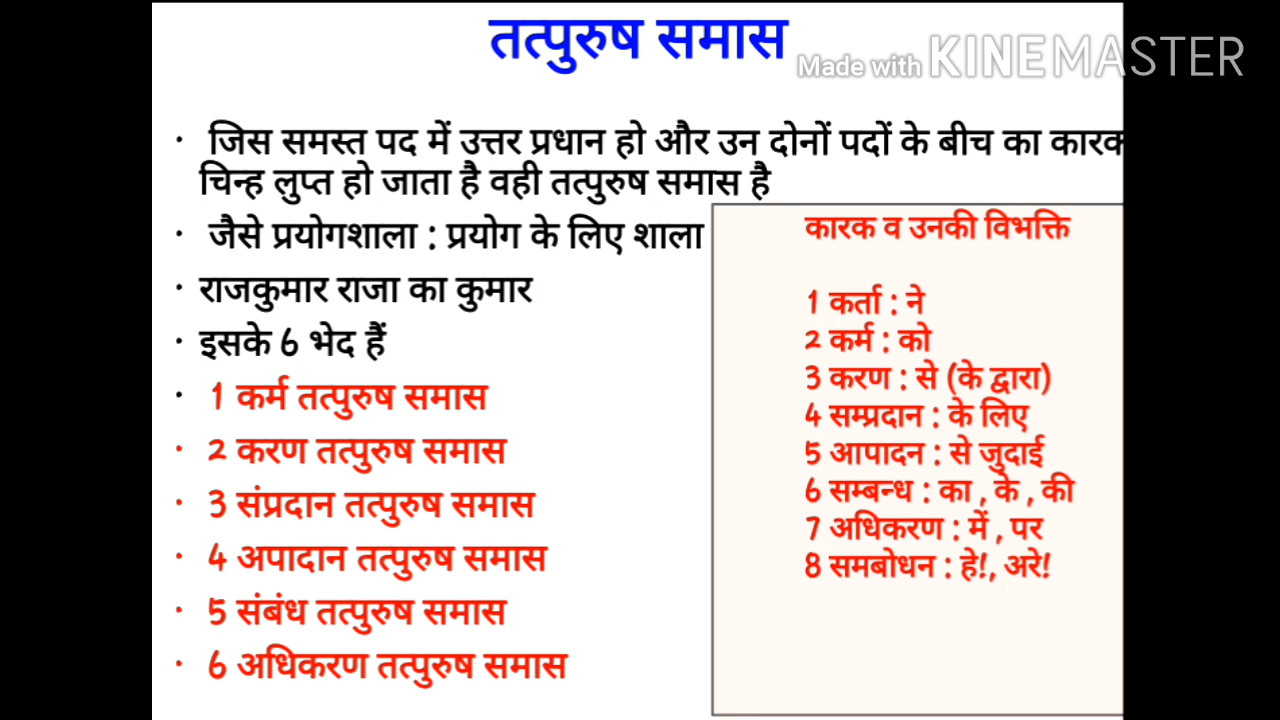 तत्पुरुष समास
Made with KINEMASTER
• जिस समस्त पद में उत्तर प्रधान हो और उन दोनों पदों के बीच का कारक
चिन्ह लुप्त हो जाता है वही तत्पुरुष समास है
• जैसे प्रयोगशाला : प्रयोग के लिए शाला
• राजकुमार राजा का कुमार
• इसके 6 भेद हैं
• 1 कर्म तत्पुरुष समास
• 2 करण तत्पुरुष समास
• 3 संप्रदान तत्पुरुष समास
• 4 अपादान तत्पुरुष समास
• 5 संबंध तत्पुरुष समास
• 6 अधिकरण तत्पुरुष समास
कारक व उनकी विभक्ति
1 कर्ता : ने
2 कर्म : को
3 करण : से (के द्वारा)
4 सम्प्रदान : के लिए
5 आपादन : से जुदाई
6 सम्बन्ध : का , के , की
7 अधिकरण : में , पर
8 समबोधन : हे!, अरे!